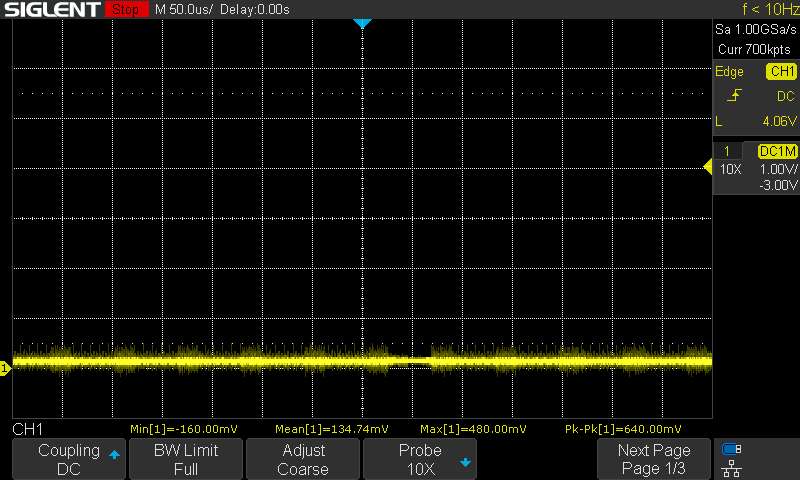 SIGLENT Stop M 50.0us/ Delay:0.00s f < 10Hz
Sa 1.00GSa/s
Curr 700kpts
Edge CH1
DC
L 4.06V
1 DC1M
10X 1.00V/
-3.00V
1
CH1 Min[1]=-160.00mV Mean[1]=134.74mV Max[1]=480.00mV Pk-Pk[1]=640.00mV
Coupling
DC
BW Limit
Full
Adjust
Coarse
Probe
10X
Next Page
Page 1/3